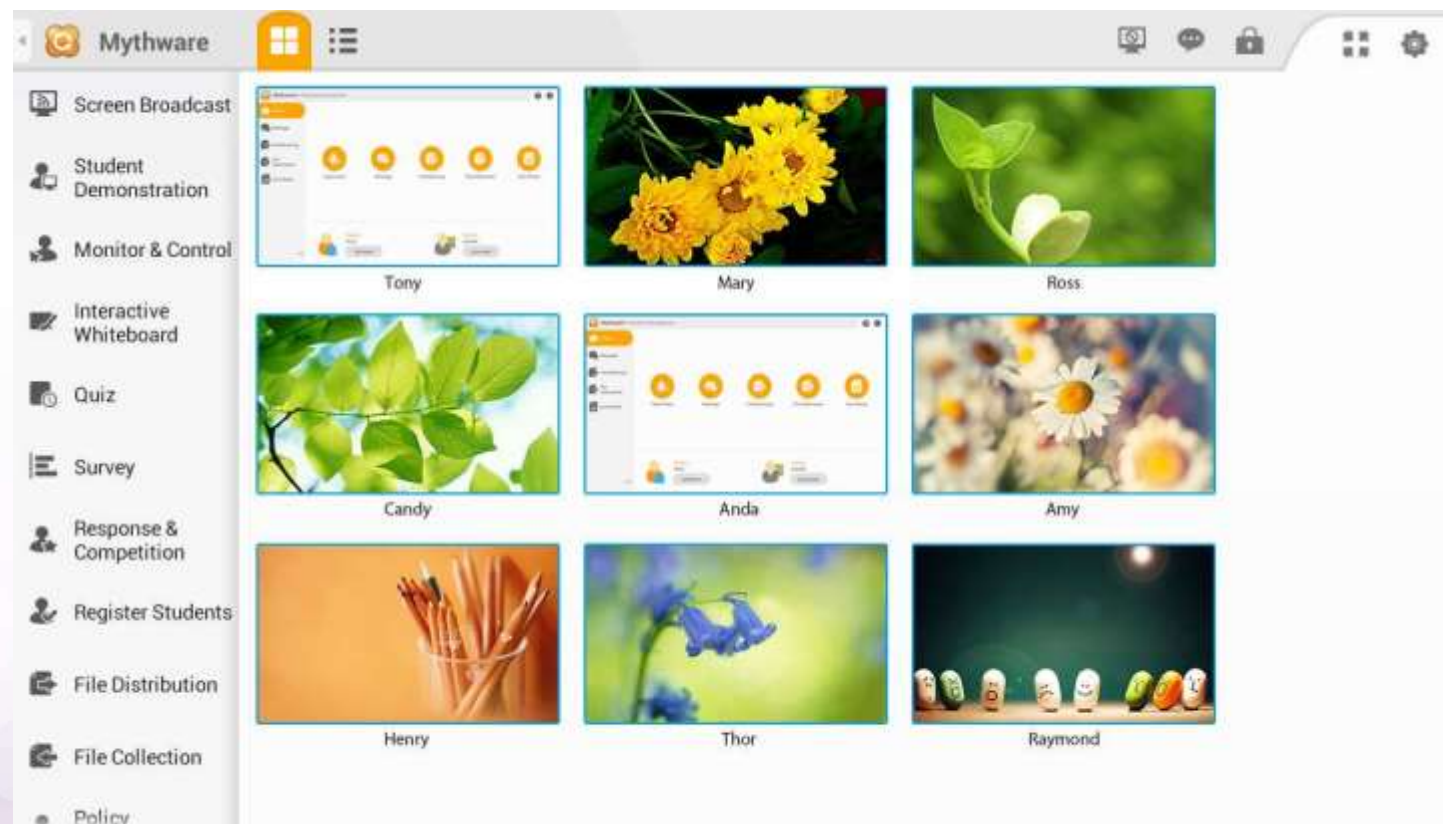 Mythware
Screen Broadcast
Student
Demonstration
Monitor & Control
Interactive
Whiteboard
Quiz
Survey
Response &
Competition
Register Students
File Distribution
File Collection
Policy
Tony
Mary
Ross
Candy
Anda
Amy
Henry
Thor
Raymond